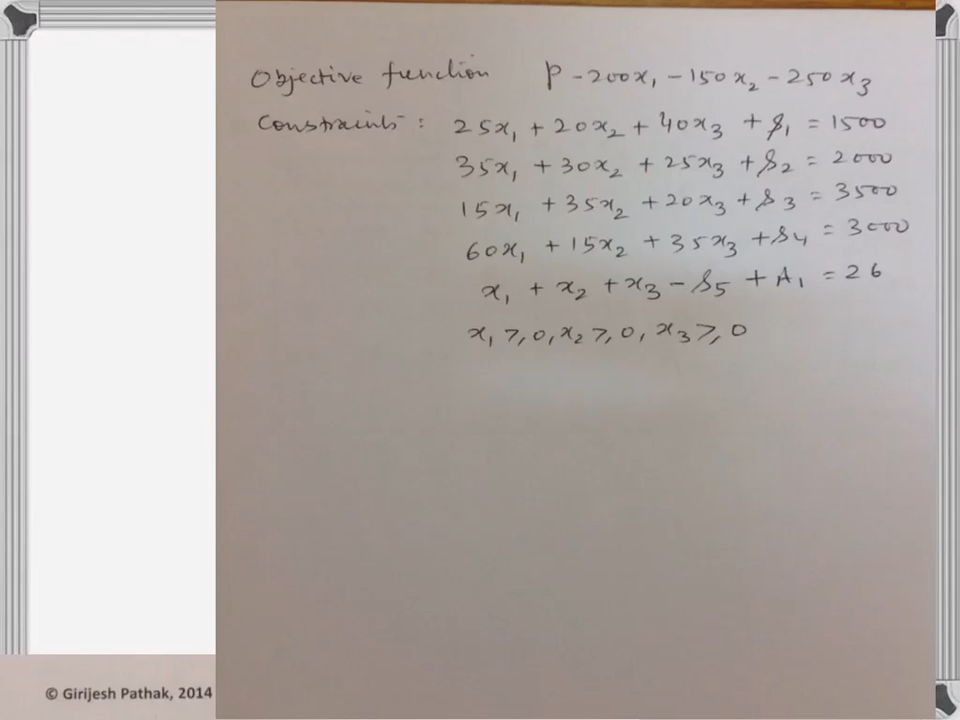 Objective function P - 200x₁ - 150x₂ - 250x₃
Constraints : 25x₁ + 20x₂ + 40x₃ + S₁ = 1500
35x₁ + 30x₂ + 25x₃ + S₂ = 2000
15x₁ + 35x₂ + 20x₃ + S₃ = 3500
60x₁ + 15x₂ + 35x₃ + S₄ = 3000
x₁ + x₂ + x₃ - S₅ + A₁ = 26
x₁ ≥ 0, x₂ ≥ 0, x₃ ≥ 0
© Girijesh Pathak, 2014